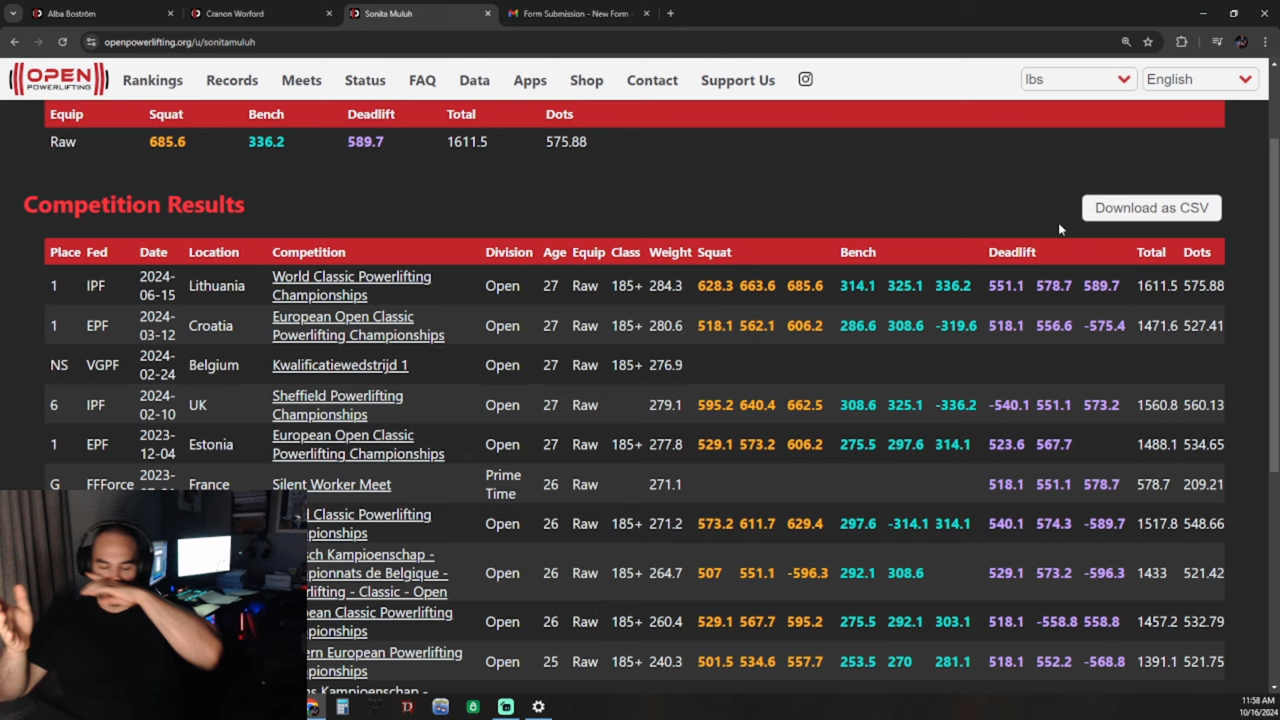 Alba Boström
Cranon Worford
Sonita Muluh
Form Submission - New Form
openpowerlifting.org/u/sonitamuluh
OPEN POWERLIFTING Rankings Records Meets Status FAQ Data Apps Shop Contact Support Us lbs English
Equip Squat Bench Deadlift Total Dots
Raw 685.6 336.2 589.7 1611.5 575.88
Competition Results
Download as CSV
Place Fed Date Location Competition Division Age Equip Class Weight Squat Bench Deadlift Total Dots
1 IPF 2024-06-15 Lithuania World Classic Powerlifting Championships Open 27 Raw 185+ 284.3 628.3 663.6 685.6 314.1 325.1 336.2 551.1 578.7 589.7 1611.5 575.88
1 EPF 2024-03-12 Croatia European Open Classic Powerlifting Championships Open 27 Raw 185+ 280.6 518.1 562.1 606.2 286.6 308.6 -319.6 518.1 556.6 -575.4 1471.6 527.41
NS VGPF 2024-02-24 Belgium Kwalificatiewedstrijd 1 Open 27 Raw 185+ 276.9
6 IPF 2024-02-10 UK Sheffield Powerlifting Championships Open 27 Raw 279.1 595.2 640.4 662.5 308.6 325.1 -336.2 -540.1 551.1 573.2 1560.8 560.13
1 EPF 2023-12-04 Estonia European Open Classic Powerlifting Championships Open 27 Raw 185+ 277.8 529.1 573.2 606.2 275.5 297.6 314.1 523.6 567.7 1488.1 534.65
G FFForce 2023- France Silent Worker Meet Prime Time 26 Raw 271.1 518.1 551.1 578.7 578.7 209.21
Classic Powerlifting Open 26 Raw 185+ 271.2 573.2 611.7 629.4 297.6 -314.1 314.1 540.1 574.3 -589.7 1517.8 548.66
Kampioenschap - de Belgique - - Classic - Open Open 26 Raw 185+ 264.7 507 551.1 -596.3 292.1 308.6 529.1 573.2 -596.3 1433 521.42
Classic Powerlifting Open 26 Raw 185+ 260.4 529.1 567.7 595.2 275.5 292.1 303.1 518.1 -558.8 558.8 1457.2 532.79
European Powerlifting Open 25 Raw 185+ 240.3 501.5 534.6 557.7 253.5 270 281.1 518.1 552.2 -568.8 1391.1 521.75
11:58 AM
10/16/2024